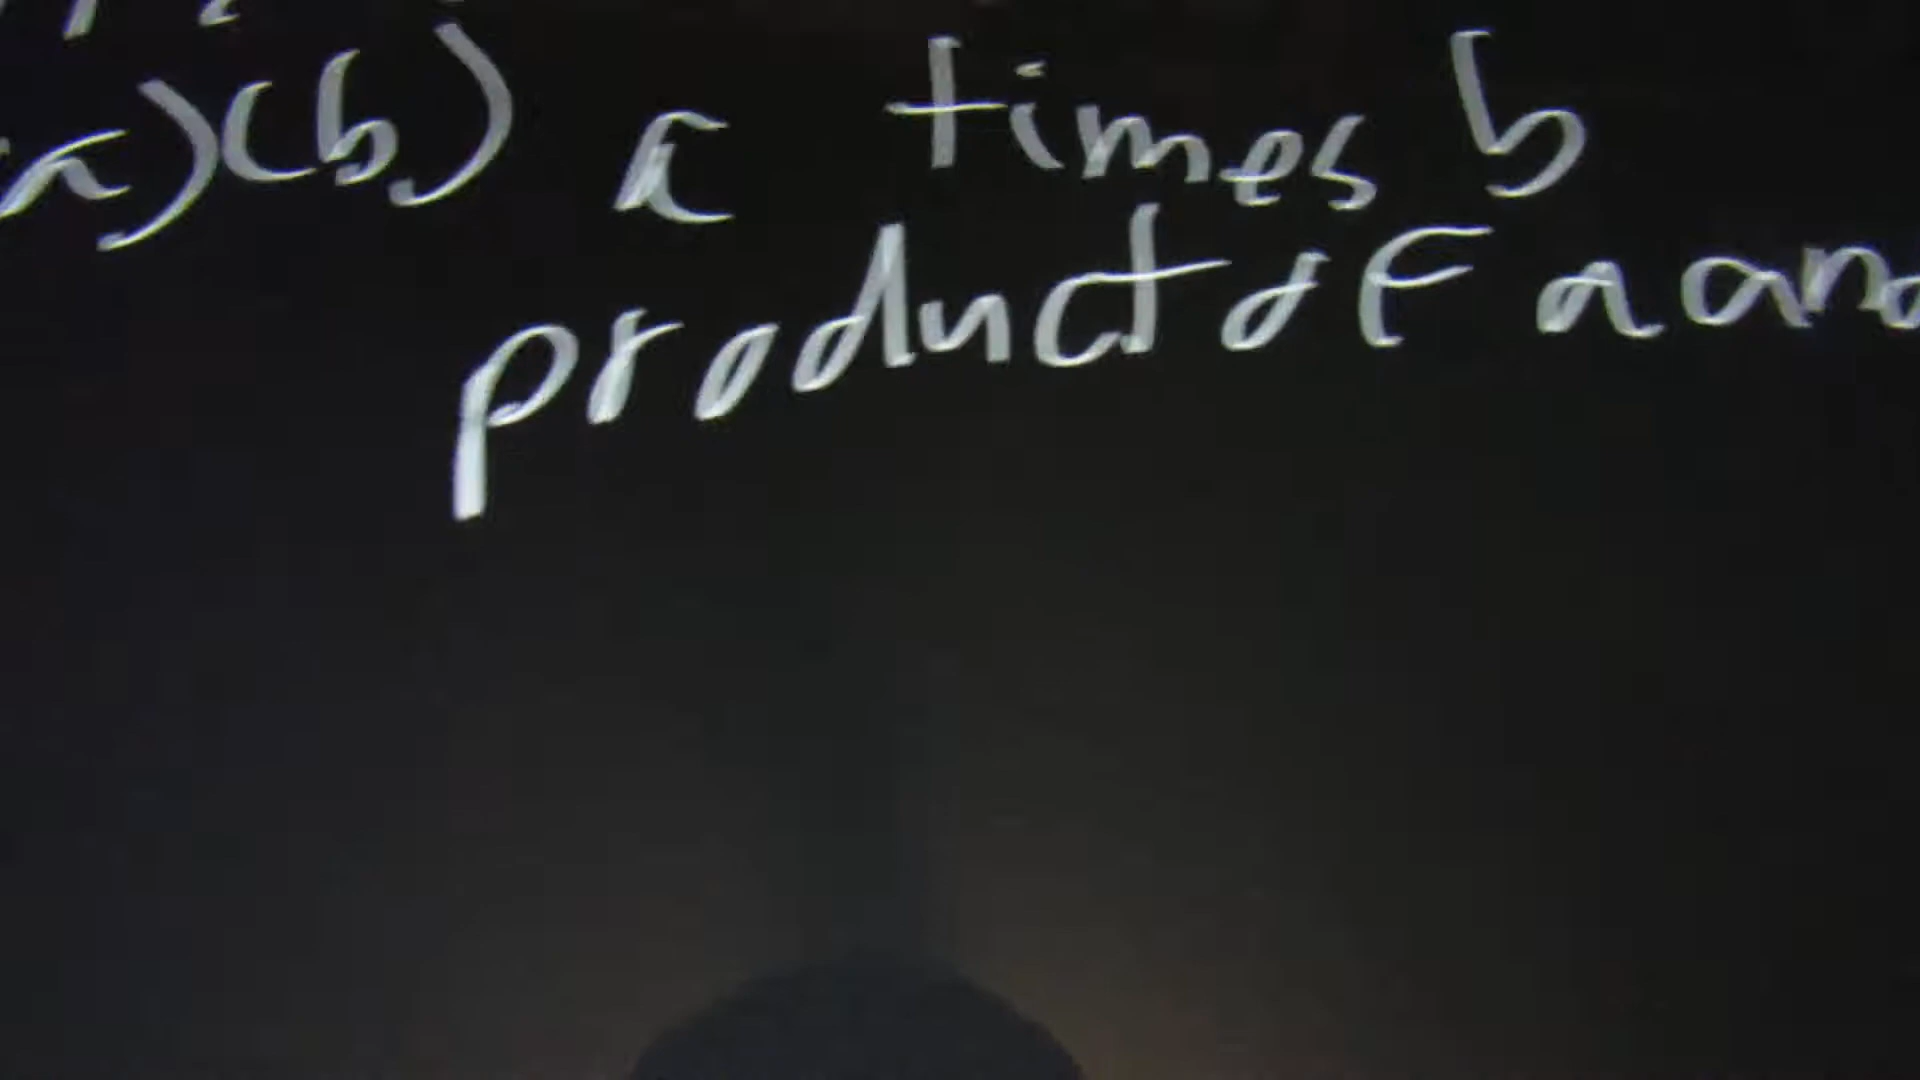 a)(b) a times b
product of a and